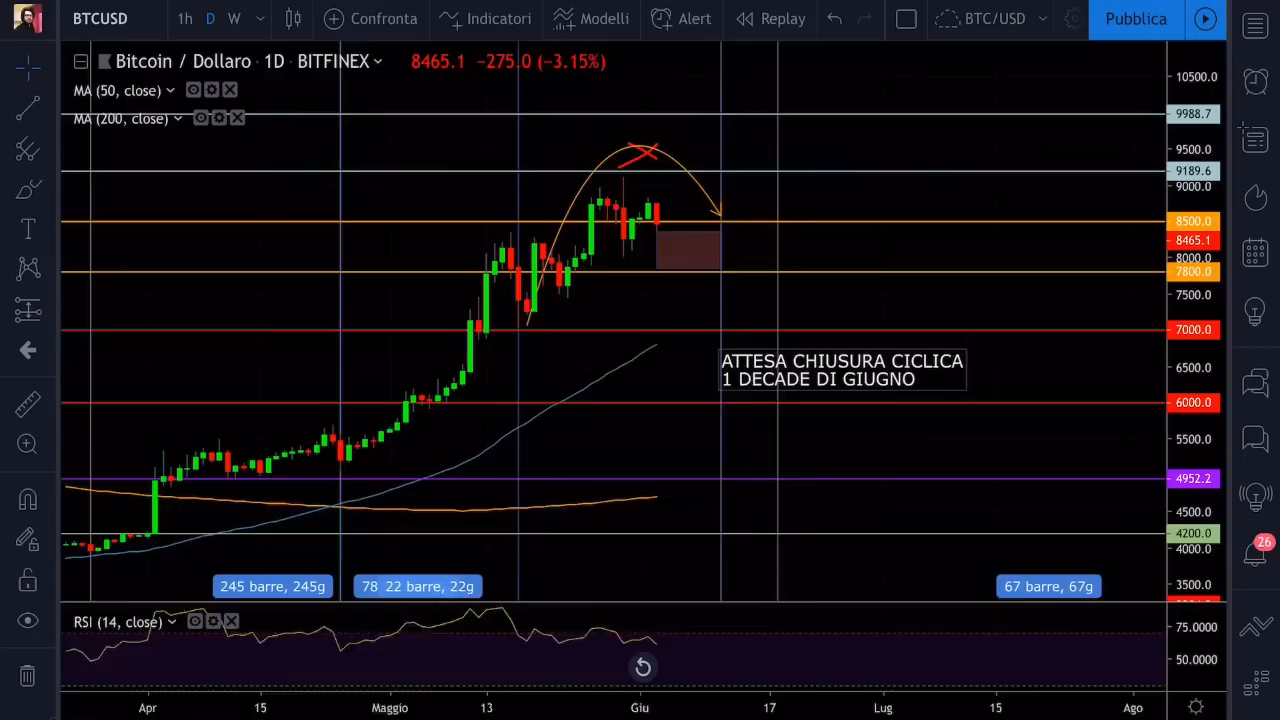 BTCUSD 1h D W Confronta Indicatori Modelli Alert Replay BTC/USD Pubblica
Bitcoin / Dollaro · 1D · BITFINEX 8465.1 −275.0 (−3.15%)
MA (50, close)
MA (200, close)
10500.0
9988.7
9500.0
9189.6
9000.0
8500.0
8465.1
8000.0
7800.0
7500.0
7000.0
ATTESA CHIUSURA CICLICA
1 DECADE DI GIUGNO
6500.0
6000.0
5500.0
4952.2
4500.0
4200.0
4000.0
245 barre, 245g 78 22 barre, 22g 67 barre, 67g
3500.0
26
RSI (14, close)
75.0000
50.0000
Apr 15 Maggio 13 Giu 17 Lug 15 Ago